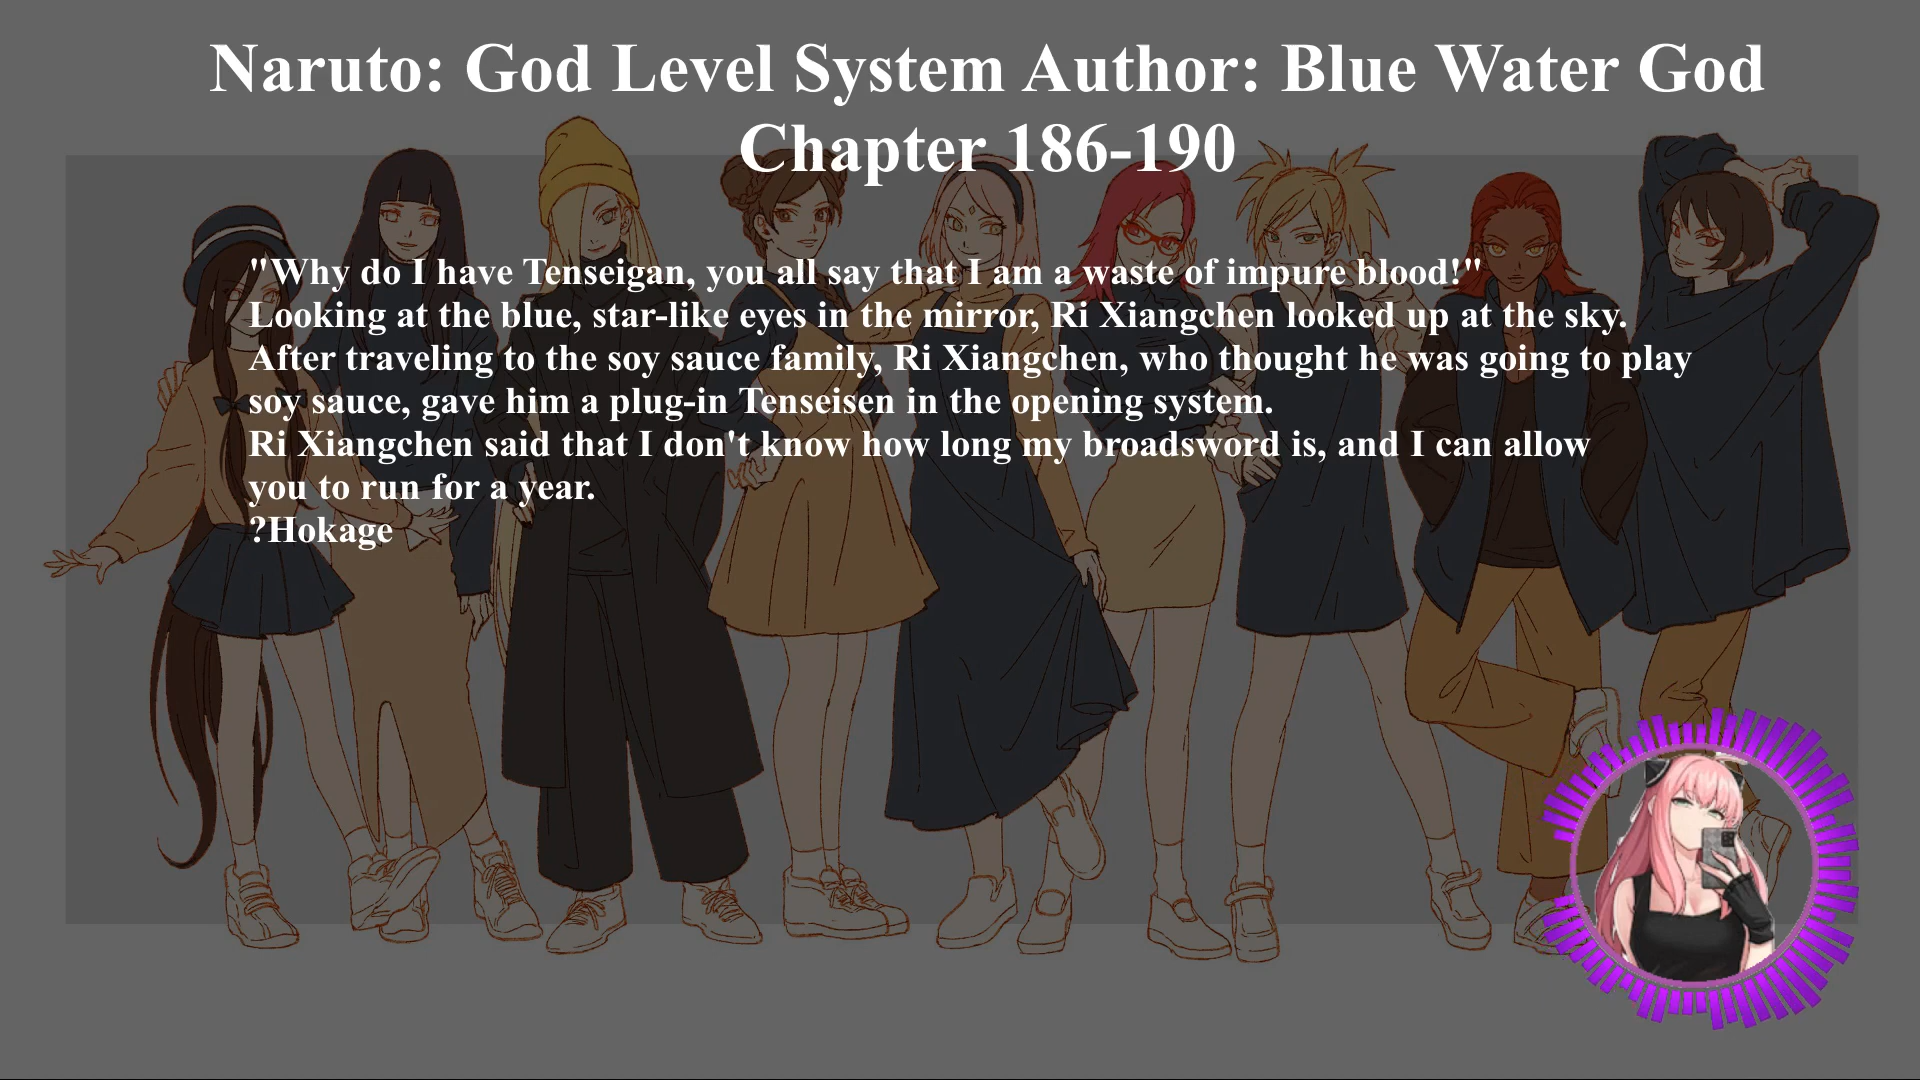 Naruto: God Level System Author: Blue Water God
Chapter 186-190
"Why do I have Tenseigan, you all say that I am a waste of impure blood!"
Looking at the blue, star-like eyes in the mirror, Ri Xiangchen looked up at the sky.
After traveling to the soy sauce family, Ri Xiangchen, who thought he was going to play
soy sauce, gave him a plug-in Tenseisen in the opening system.
Ri Xiangchen said that I don't know how long my broadsword is, and I can allow
you to run for a year.
?Hokage